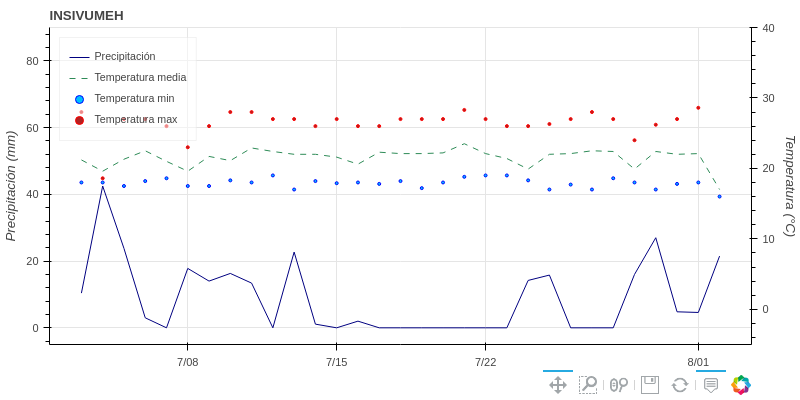 INSIVUMEH
Precipitación
Temperatura media
Temperatura min
Temperatura max
Precipitación (mm)
80
60
40
20
0
Temperatura (°C)
40
30
20
10
0
7/08
7/15
7/22
8/01